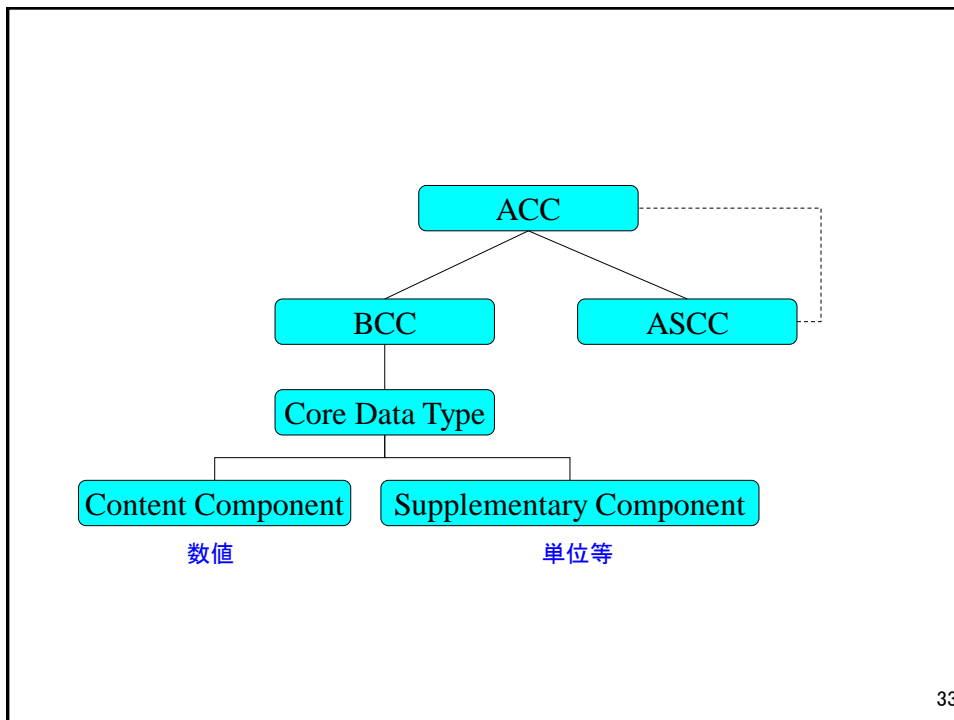 ACC
BCC
ASCC
Core Data Type
Content Component
Supplementary Component
数値
単位等
33